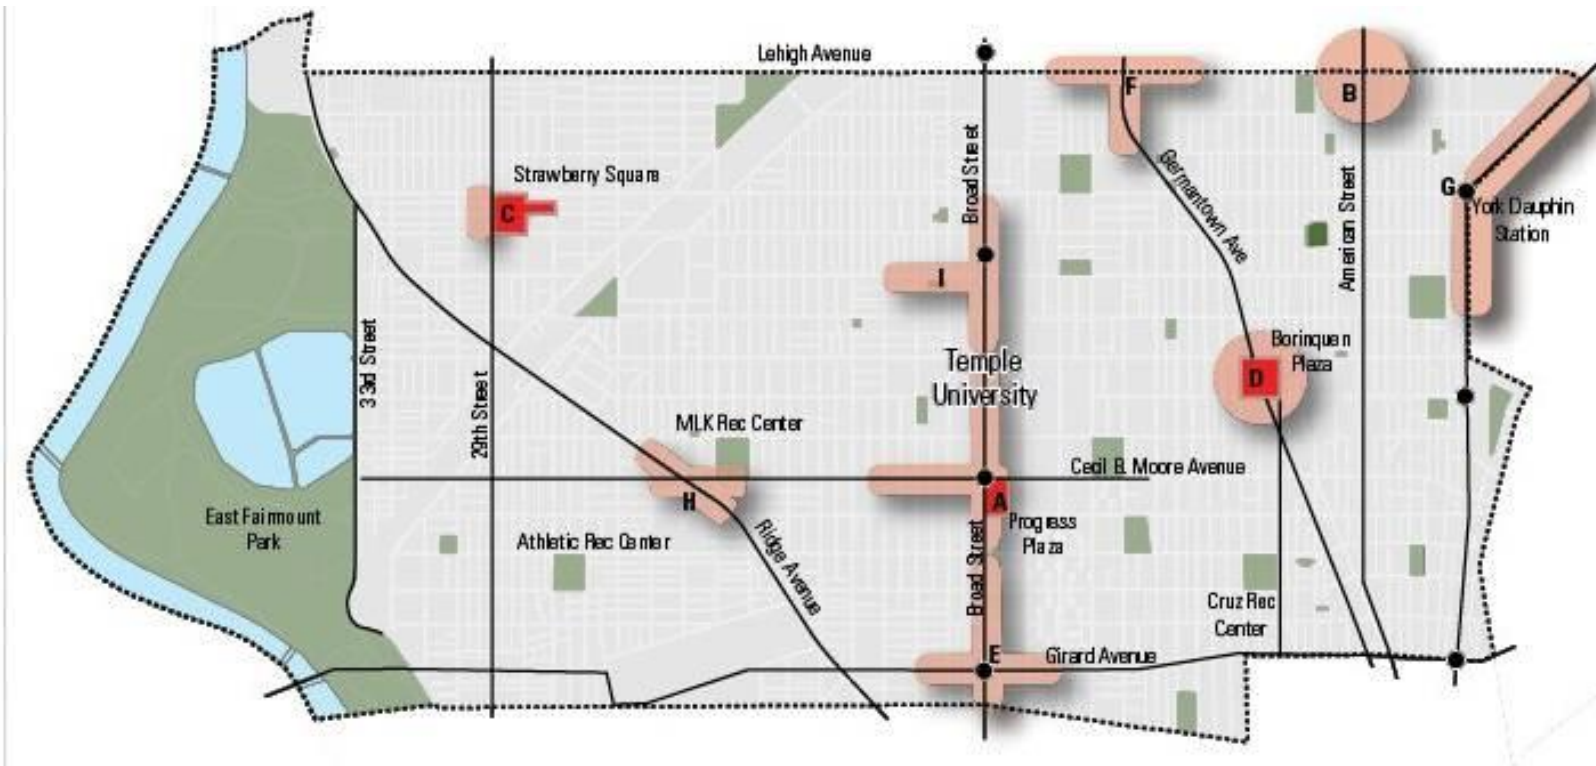 Lehigh Avenue
F
B
Broad Street
Germantown Ave
Strawberry Square
C
G
York Dauphin
Station
American Street
I
33rd Street
29th Street
Temple
University
Borinquen
Plaza
D
MLK Rec Center
Cecil B. Moore Avenue
H
A
East Fairmount
Park
Athletic Rec Center
Ridge Avenue
Progress
Plaza
Broad Street
Cruz Rec
Center
E
Girard Avenue